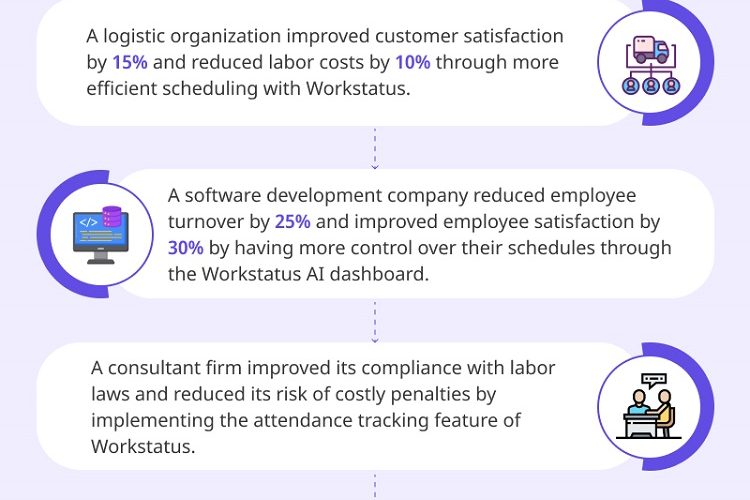 A logistic organization improved customer satisfaction
by 15% and reduced labor costs by 10% through more
efficient scheduling with Workstatus.
</>
A software development company reduced employee
turnover by 25% and improved employee satisfaction by
30% by having more control over their schedules through
the Workstatus AI dashboard.
A consultant firm improved its compliance with labor
laws and reduced its risk of costly penalties by
implementing the attendance tracking feature of
Workstatus.